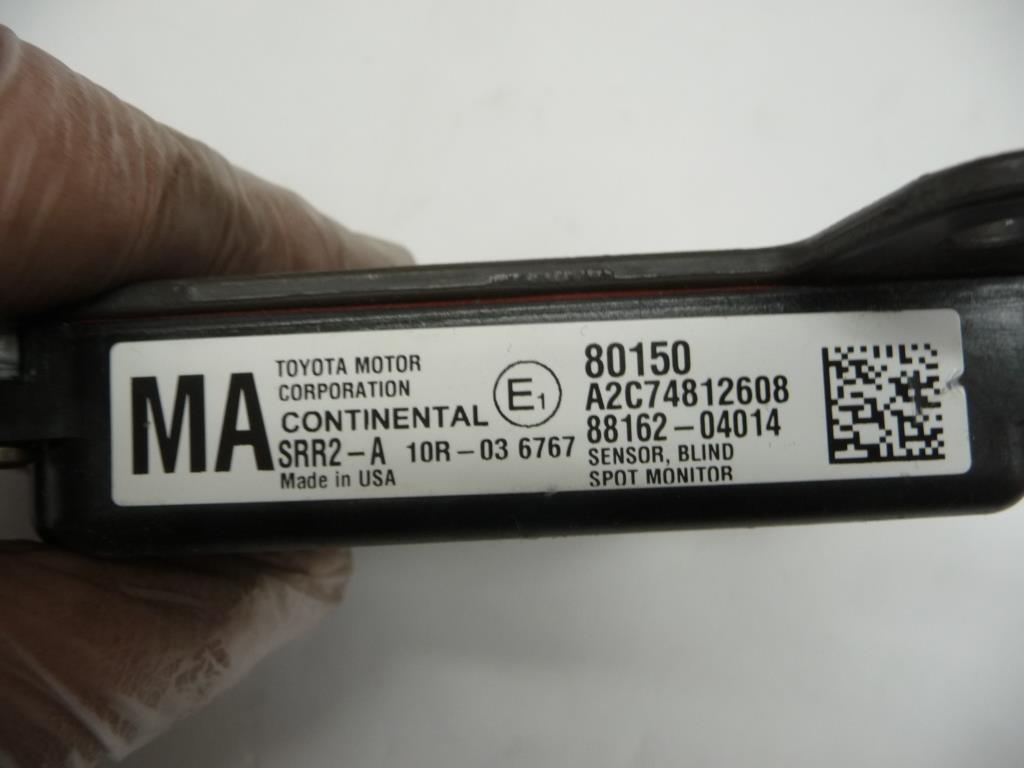 MA
TOYOTA MOTOR
CORPORATION
CONTINENTAL
SRR2-A 10R-03 6767
Made in USA
E1
80150
A2C74812608
88162-04014
SENSOR, BLIND
SPOT MONITOR